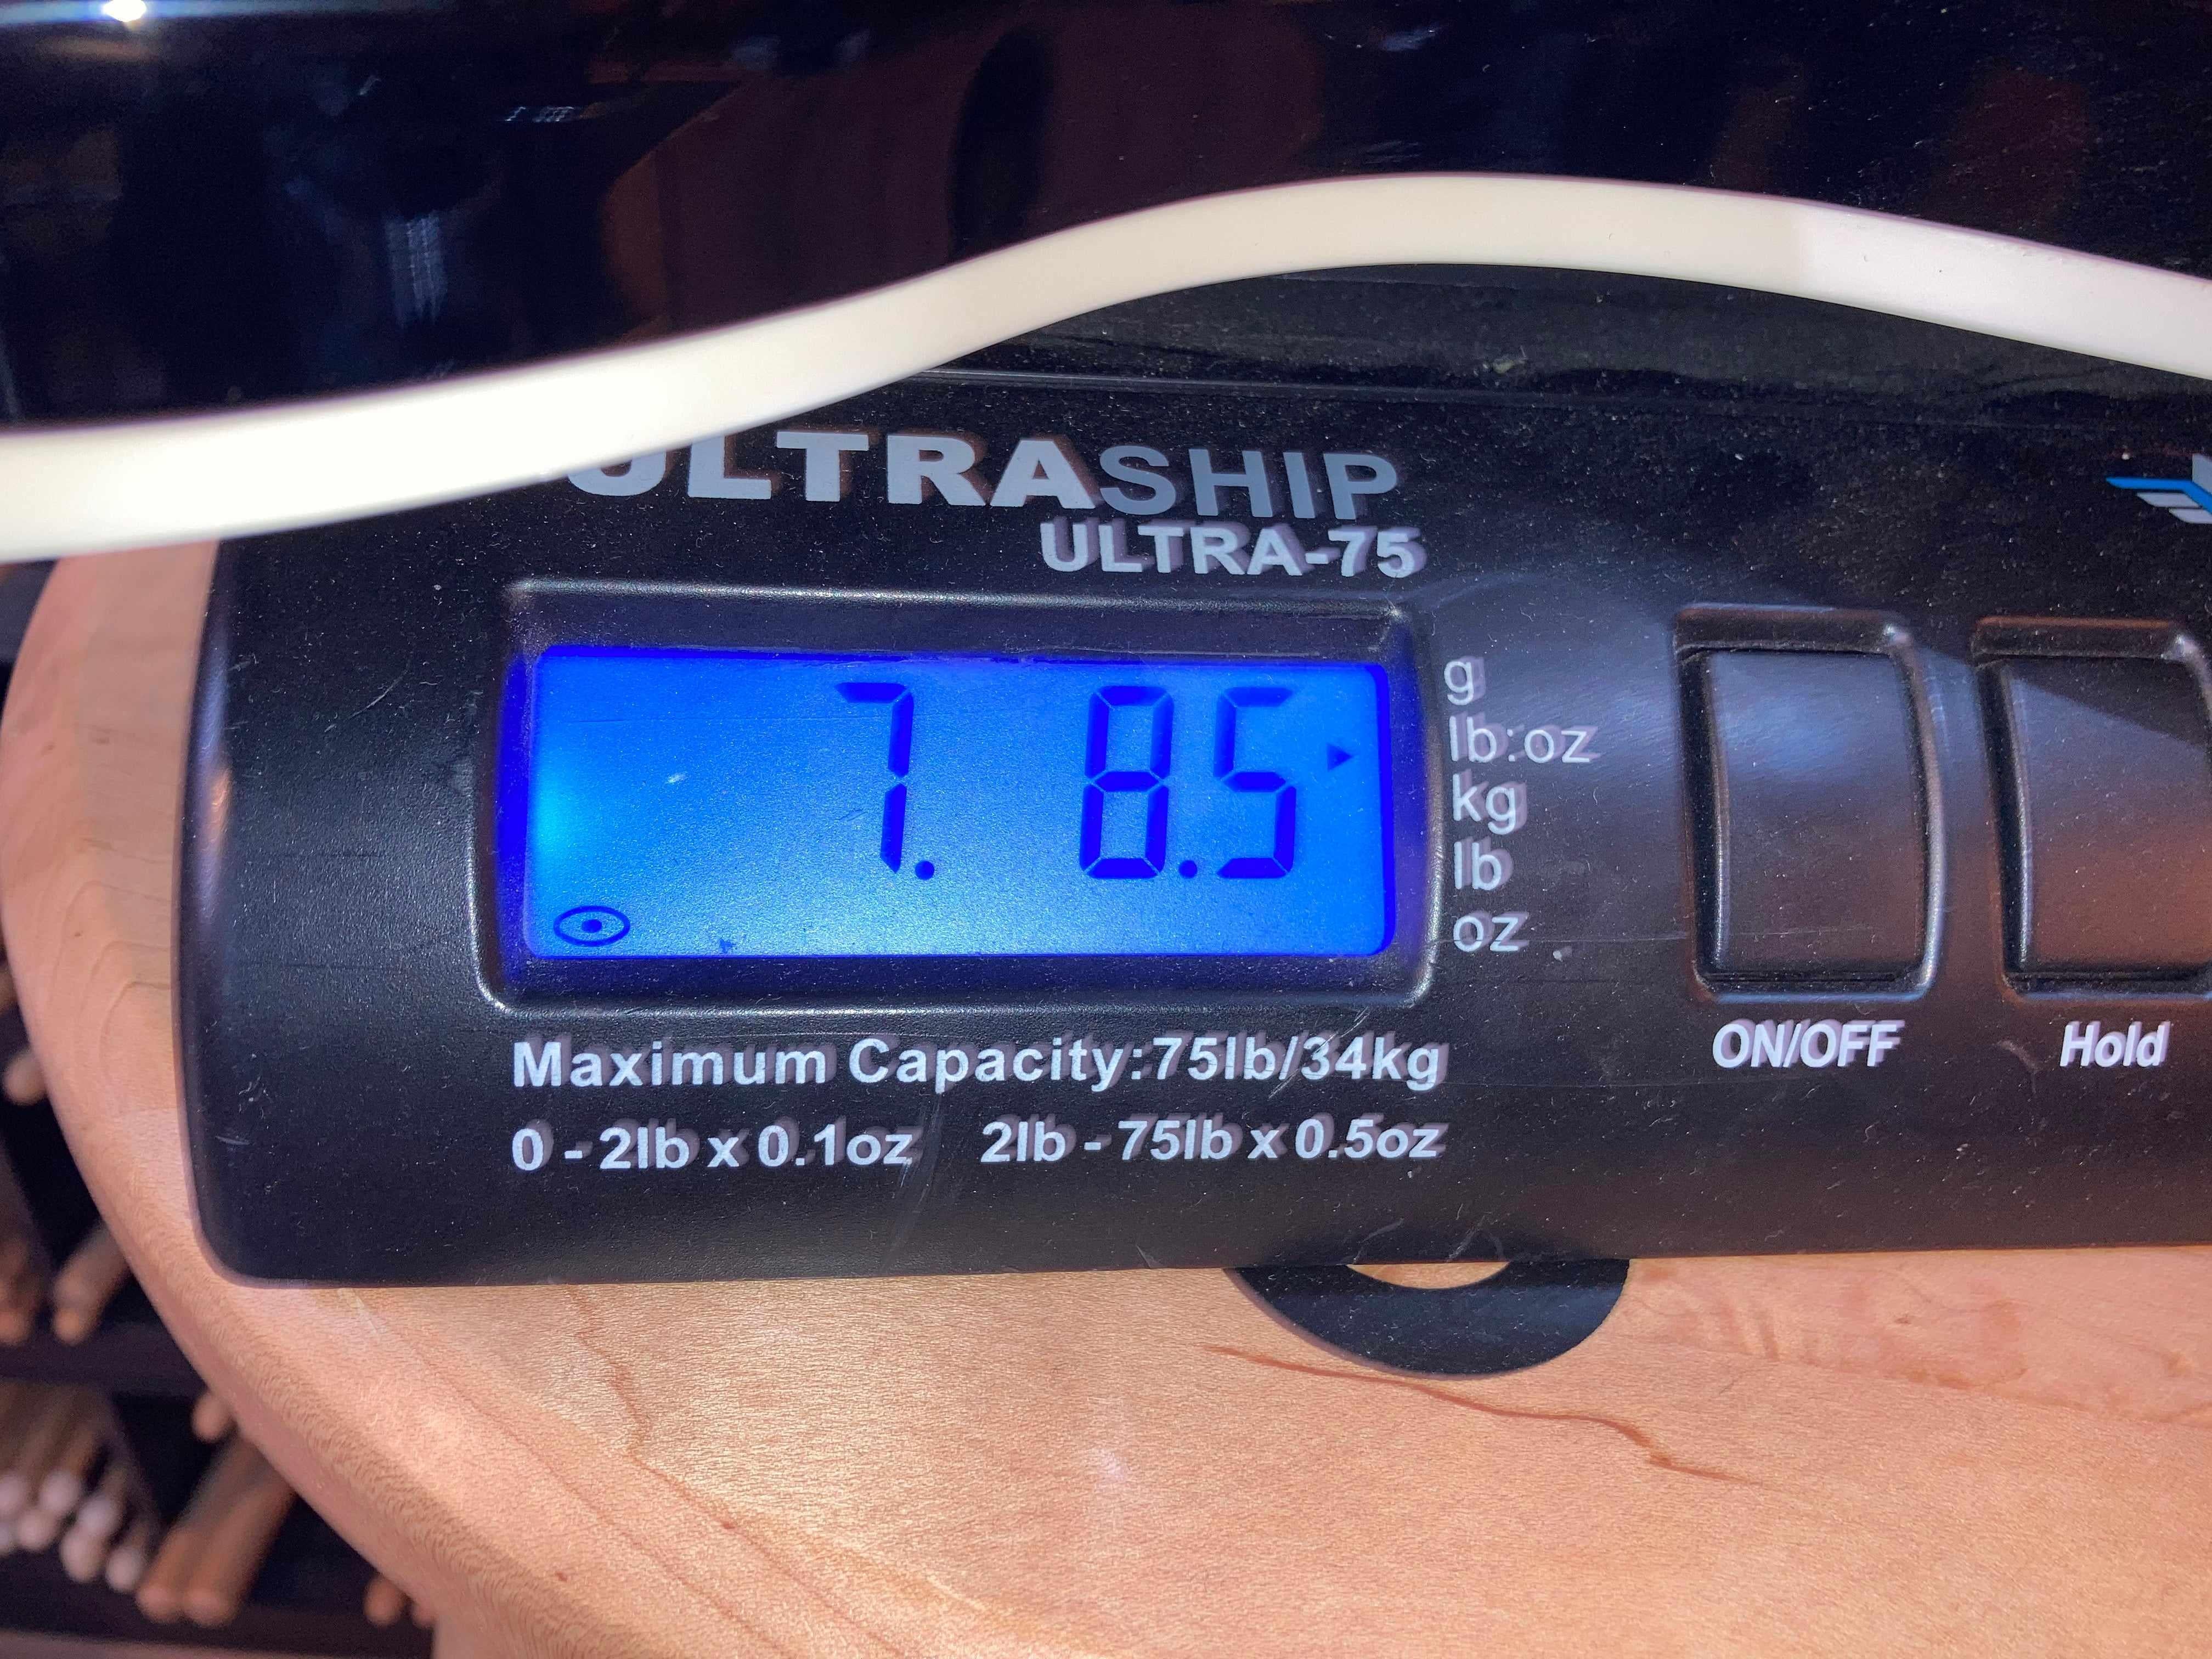 ULTRASHIP
ULTRA-75
7. 8.5
g
lb:oz
kg
lb
oz
ON/OFF
Hold
Maximum Capacity:75lb/34kg
0 - 2lb x 0.1oz 2lb - 75lb x 0.5oz